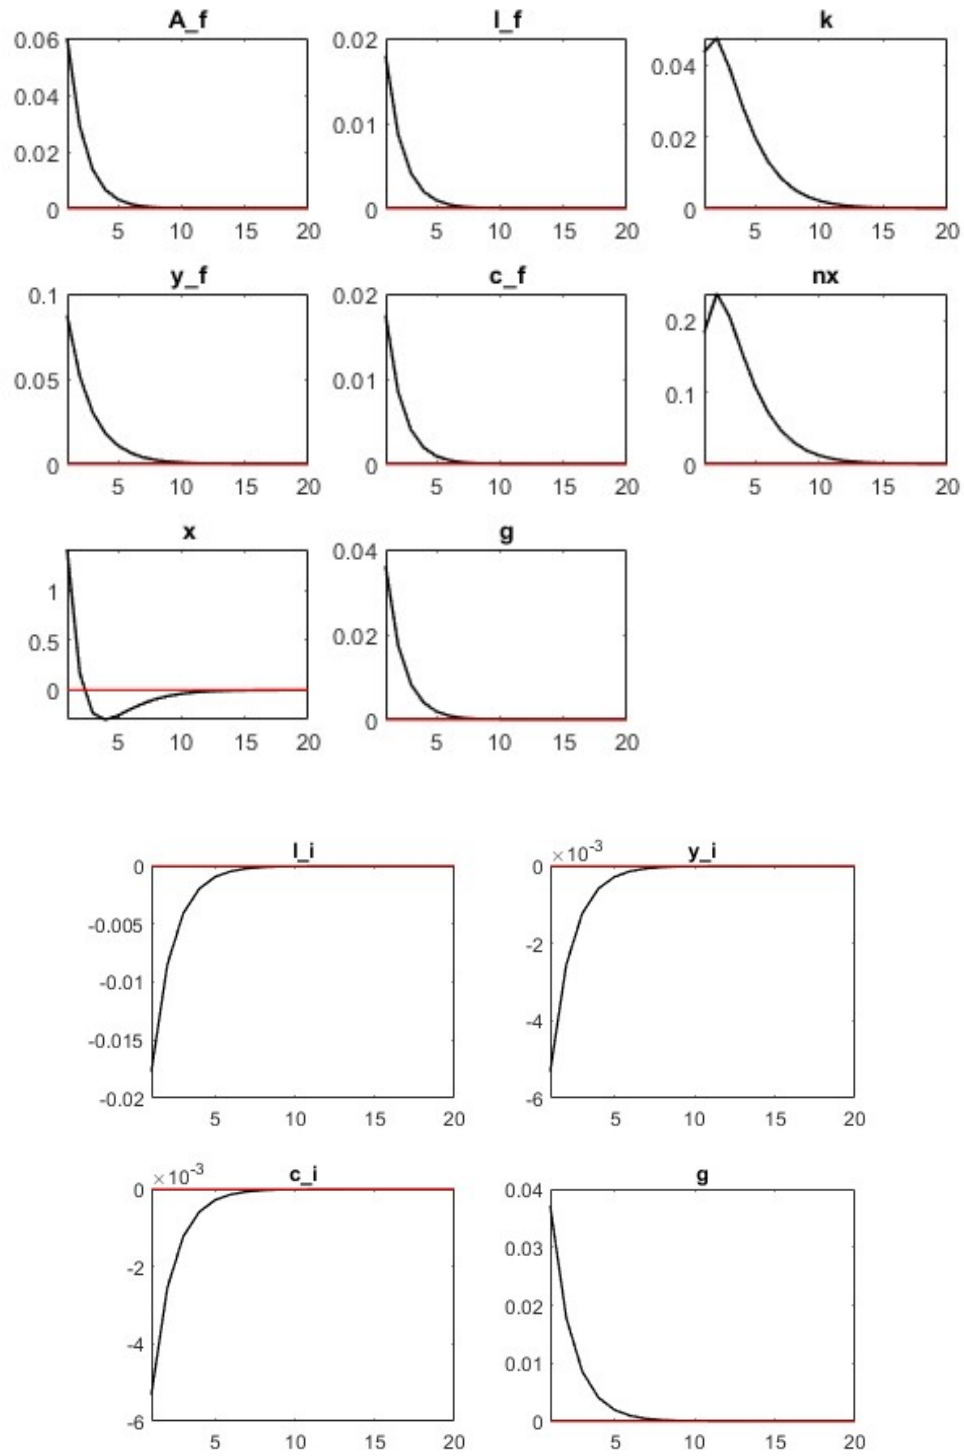 A_f l_f k
0.06 0.04 0.02 0 5 10 15 20
0.02 0.01 0 5 10 15 20
0.04 0.02 0 5 10 15 20
y_f c_f nx
0.1 0.05 0 5 10 15 20
0.02 0.01 0 5 10 15 20
0.2 0.1 0 5 10 15 20
x g
1 0.5 0 5 10 15 20
0.04 0.02 0 5 10 15 20
l_i y_i
0 -0.005 -0.01 -0.015 -0.02 5 10 15 20
×10⁻³ 0 -2 -4 -6 5 10 15 20
c_i g
×10⁻³ 0 -2 -4 -6 5 10 15 20
0.04 0.03 0.02 0.01 0 5 10 15 20